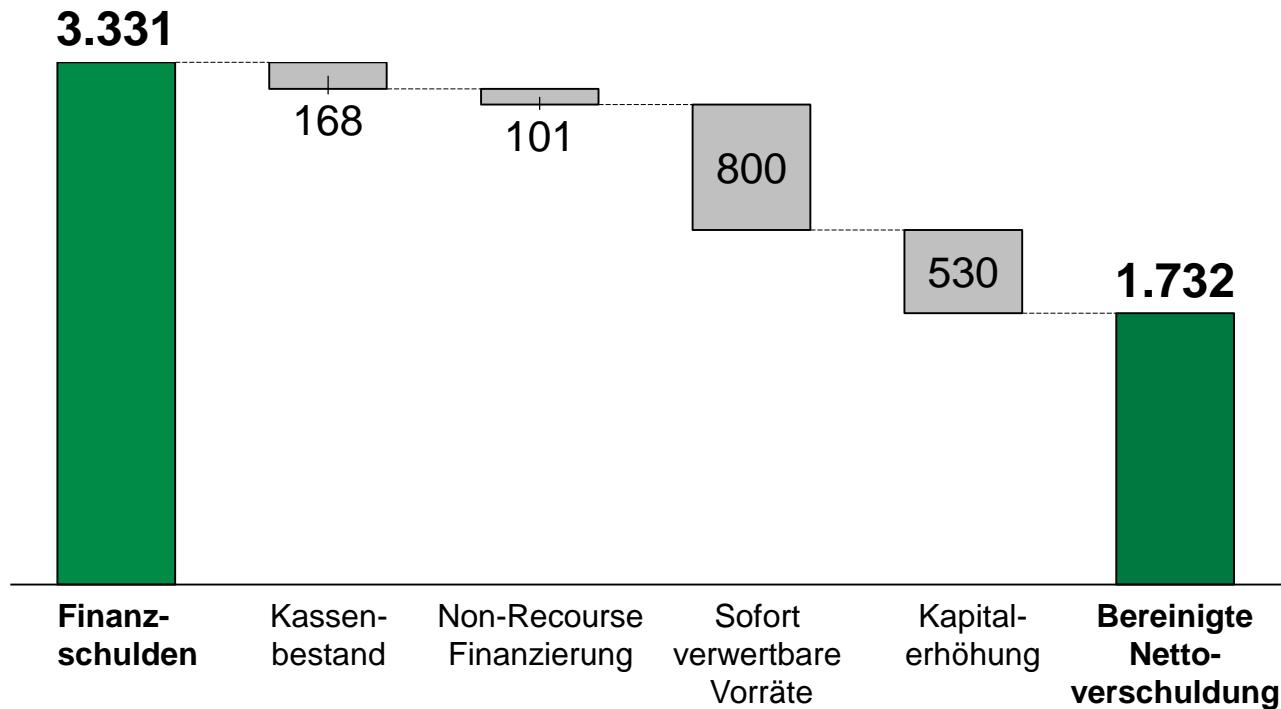 3.331
168
101
800
530
1.732
Finanz-
schulden
Kassen-
bestand
Non-Recourse
Finanzierung
Sofort
verwertbare
Vorräte
Kapital-
erhöhung
Bereinigte
Netto-
verschuldung